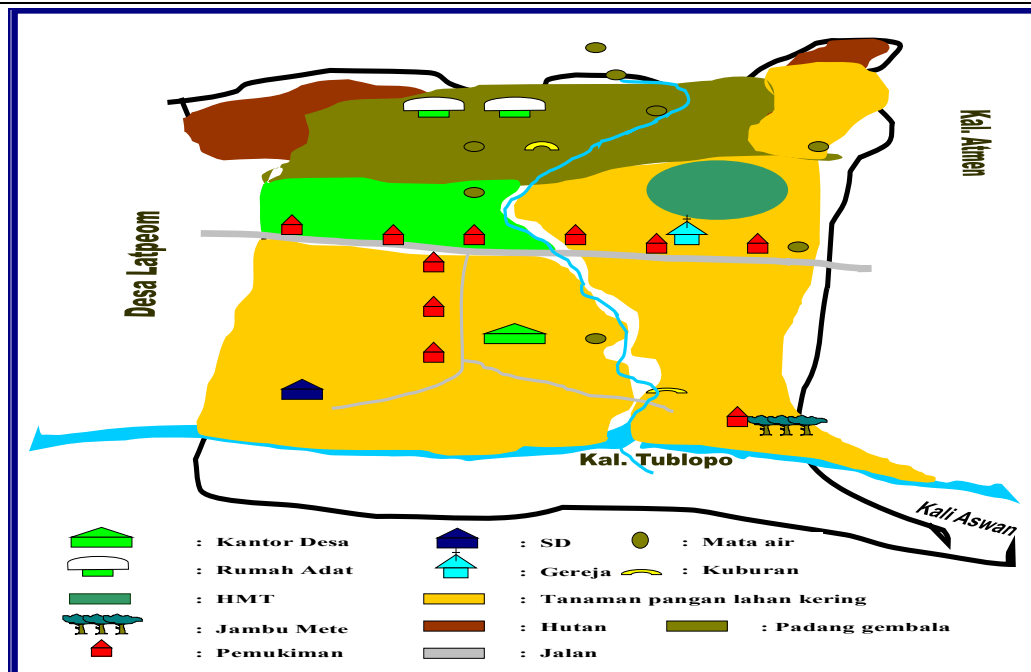 Kal. Atmen
Desa Latpeom
Kal. Tublopo
Kali Aswan
: Kantor Desa
: SD
: Mata air
: Rumah Adat
: Gereja
: Kuburan
: HMT
: Tanaman pangan lahan kering
: Jambu Mete
: Hutan
: Padang gembala
: Pemukiman
: Jalan